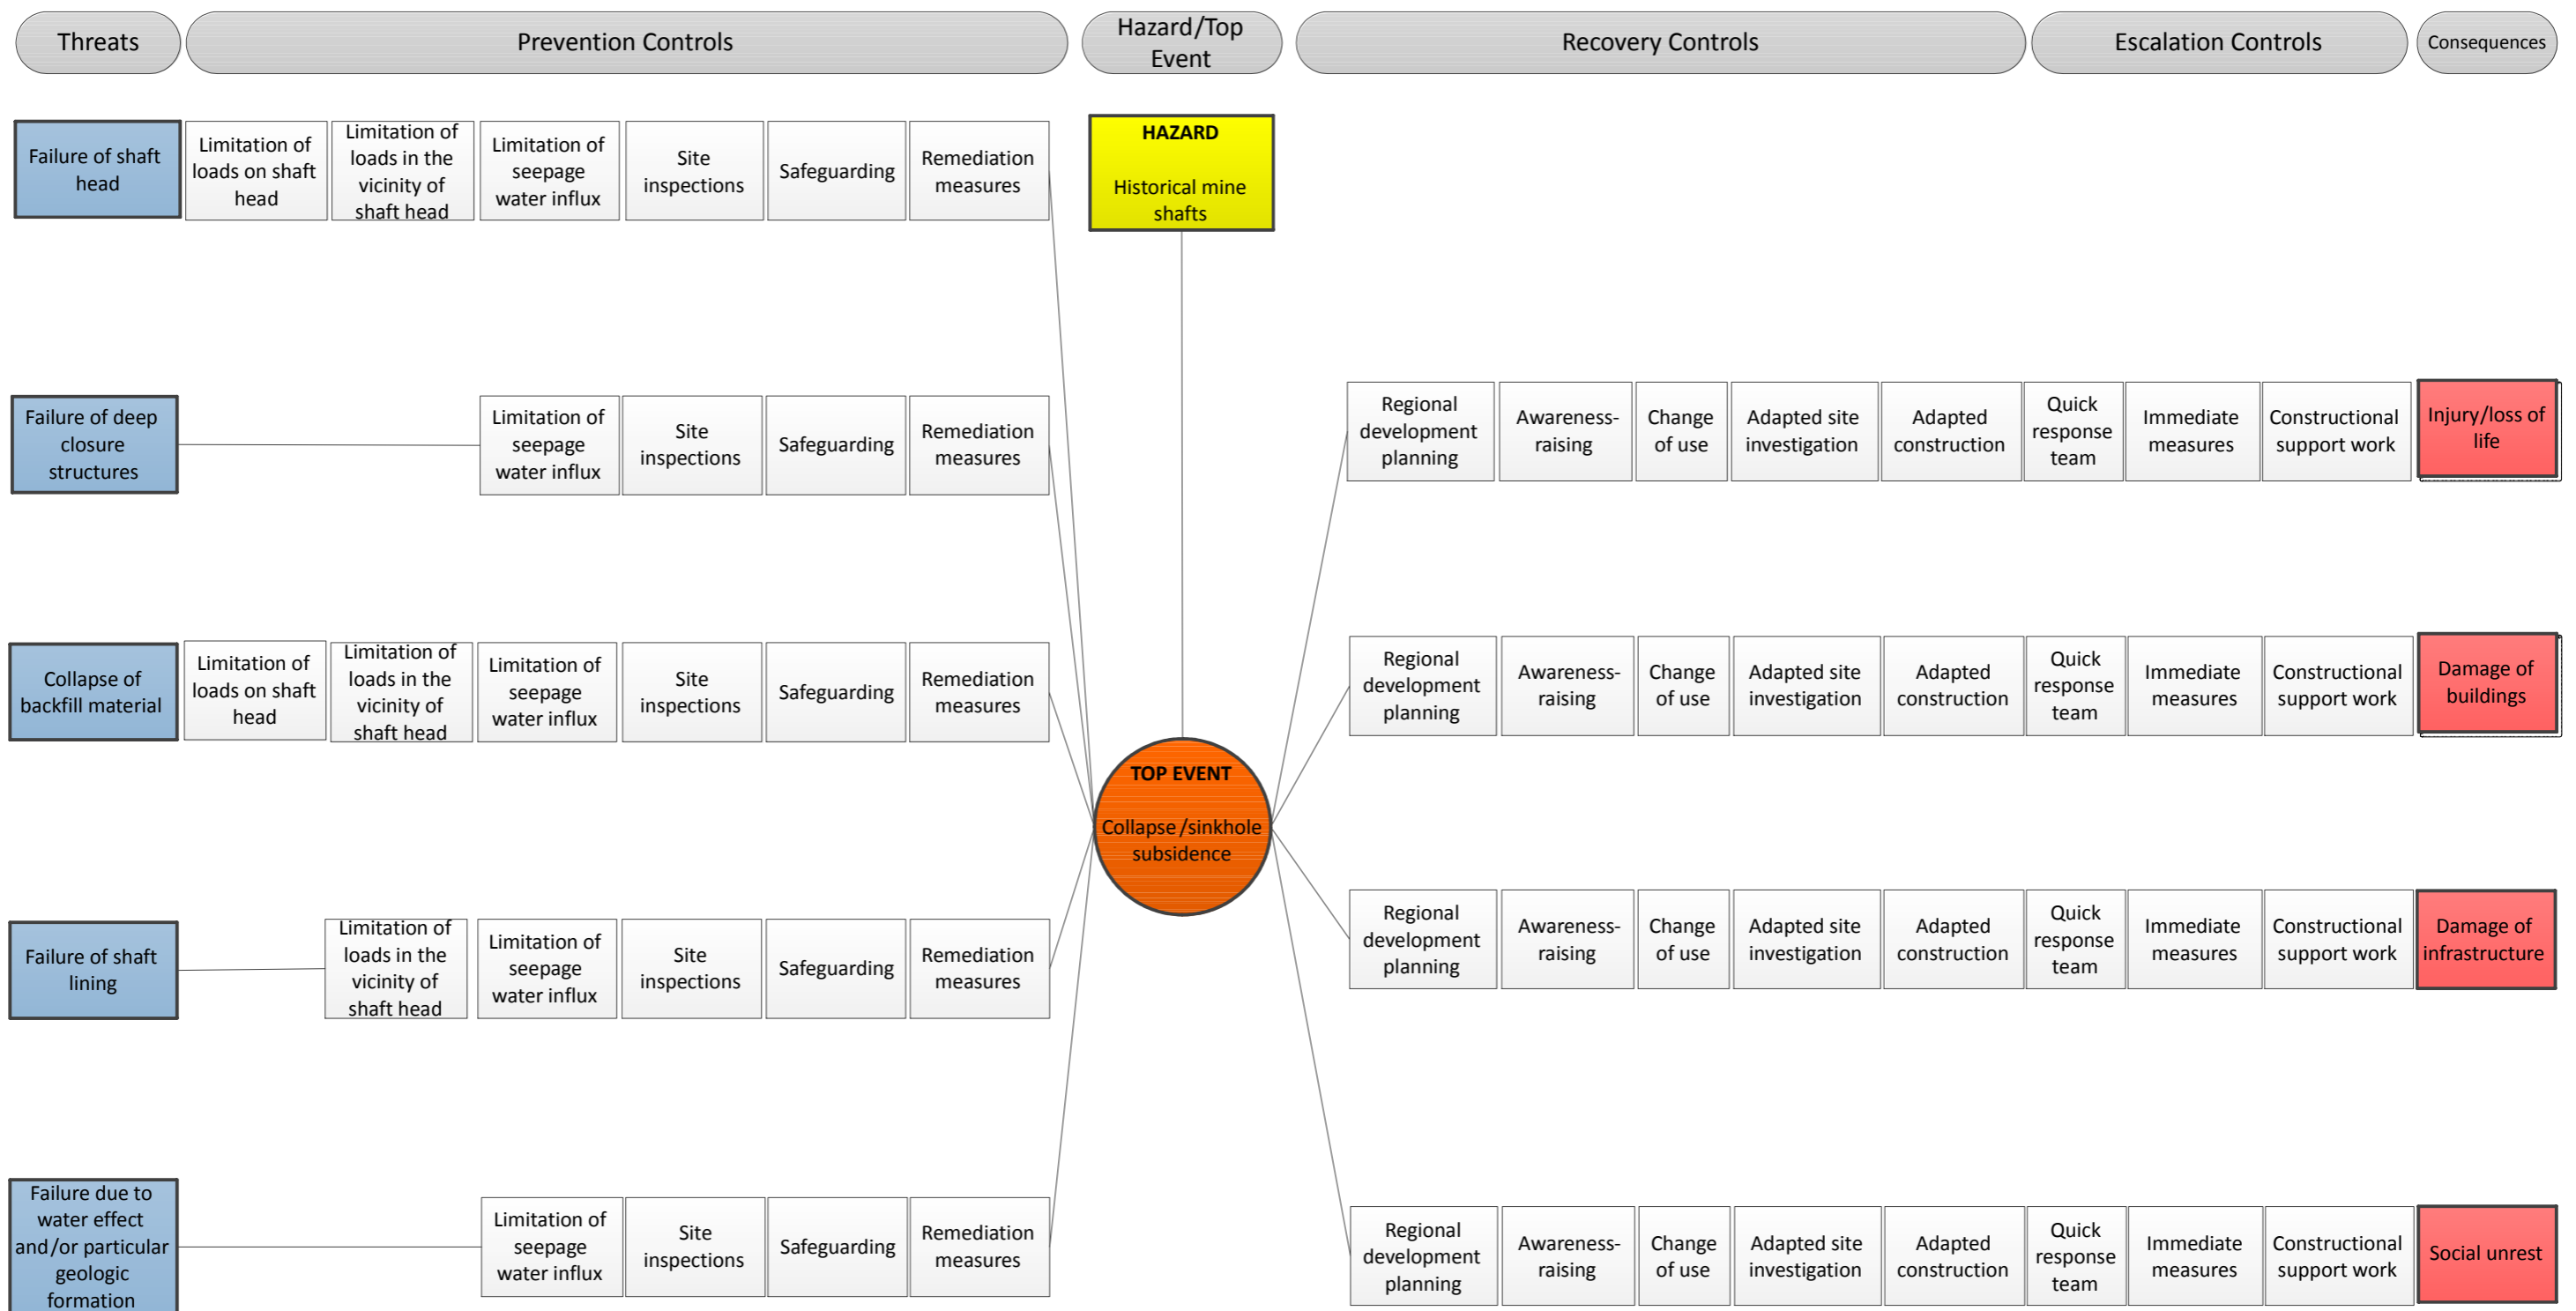 Threats
Prevention Controls
Hazard/Top
Event
Recovery Controls
Escalation Controls
Consequences
Failure of shaft
head
Limitation of
loads on shaft
head
Limitation of
loads in the
vicinity of
shaft head
Limitation of
seepage
water influx
Site
inspections
Safeguarding
Remediation
measures
HAZARD
Historical mine
shafts
Failure of deep
closure
structures
Limitation of
seepage
water influx
Site
inspections
Safeguarding
Remediation
measures
Regional
development
planning
Awareness-
raising
Change
of use
Adapted site
investigation
Adapted
construction
Quick
response
team
Immediate
measures
Constructional
support work
Injury/loss of
life
Collapse of
backfill material
Limitation of
loads on shaft
head
Limitation of
loads in the
vicinity of
shaft head
Limitation of
seepage
water influx
Site
inspections
Safeguarding
Remediation
measures
Regional
development
planning
Awareness-
raising
Change
of use
Adapted site
investigation
Adapted
construction
Quick
response
team
Immediate
measures
Constructional
support work
Damage of
buildings
TOP EVENT
Collapse/sinkhole
subsidence
Failure of shaft
lining
Limitation of
loads in the
vicinity of
shaft head
Limitation of
seepage
water influx
Site
inspections
Safeguarding
Remediation
measures
Regional
development
planning
Awareness-
raising
Change
of use
Adapted site
investigation
Adapted
construction
Quick
response
team
Immediate
measures
Constructional
support work
Damage of
infrastructure
Failure due to
water effect
and/or particular
geologic
formation
Limitation of
seepage
water influx
Site
inspections
Safeguarding
Remediation
measures
Regional
development
planning
Awareness-
raising
Change
of use
Adapted site
investigation
Adapted
construction
Quick
response
team
Immediate
measures
Constructional
support work
Social unrest